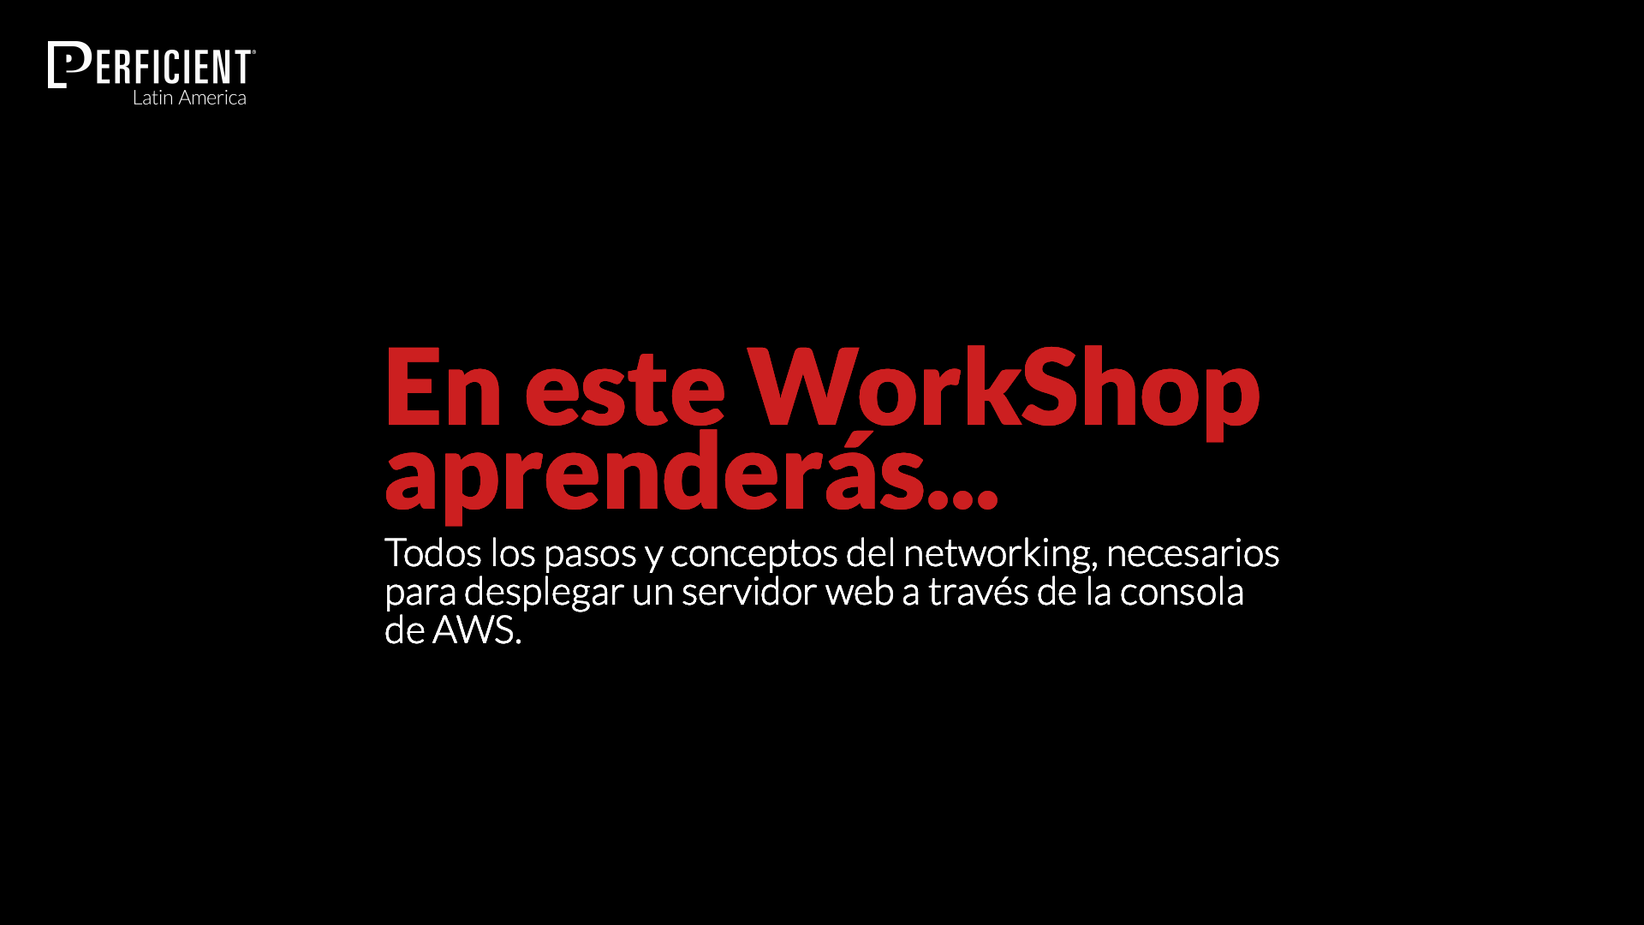 PERFICIENT®
Latin America
En este WorkShop
aprenderás...
Todos los pasos y conceptos del networking, necesarios
para desplegar un servidor web a través de la consola
de AWS.